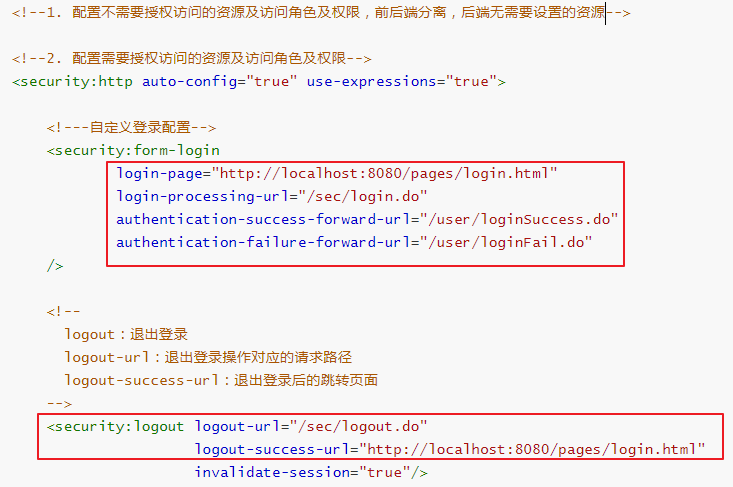 <!--1. 配置不需要授权访问的资源及访问角色及权限，前后端分离，后端无需要设置的资源-->
<!--2. 配置需要授权访问的资源及访问角色及权限-->
<security:http auto-config="true" use-expressions="true">
<!---自定义登录配置-->
<security:form-login
login-page="http://localhost:8080/pages/login.html"
login-processing-url="/sec/login.do"
authentication-success-forward-url="/user/loginSuccess.do"
authentication-failure-forward-url="/user/loginFail.do"
/>
<!--
logout：退出登录
logout-url：退出登录操作对应的请求路径
logout-success-url：退出登录后的跳转页面
-->
<security:logout logout-url="/sec/logout.do"
logout-success-url="http://localhost:8080/pages/login.html"
invalidate-session="true"/>